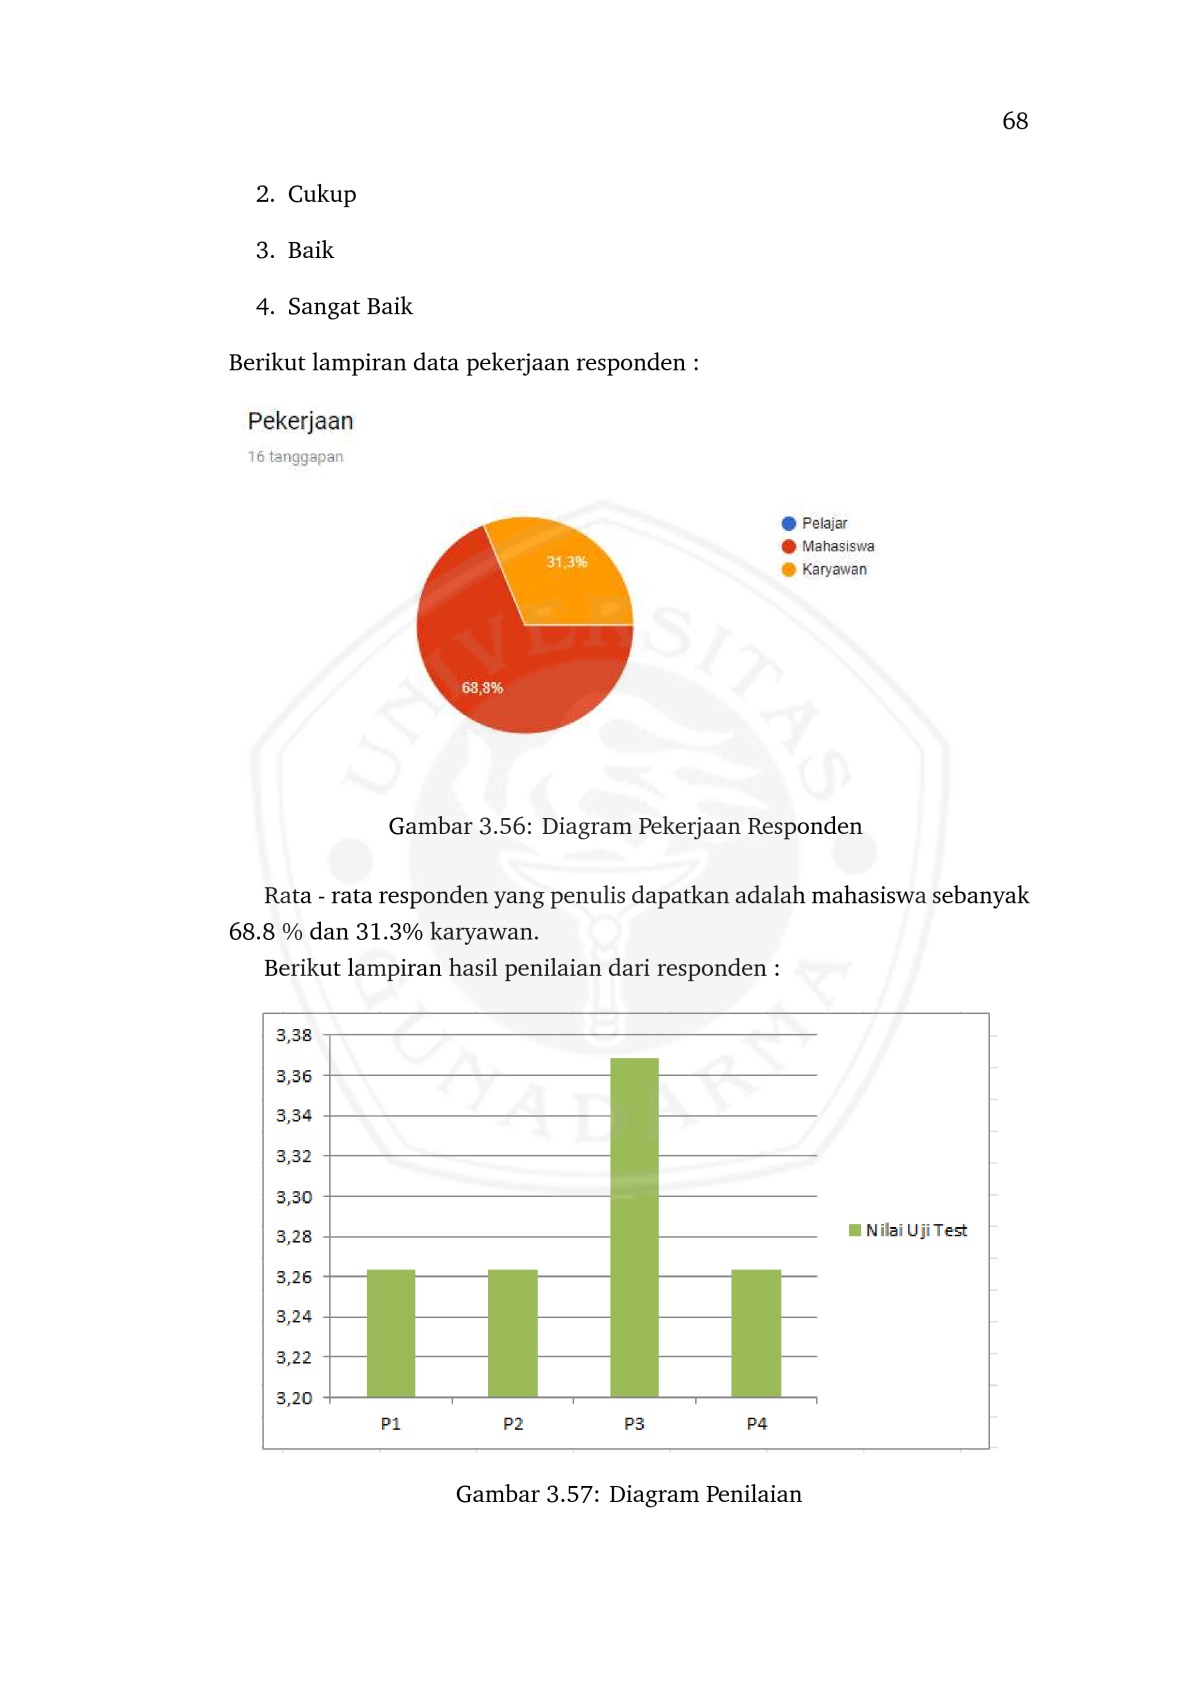 68
2. Cukup
3. Baik
4. Sangat Baik
Berikut lampiran data pekerjaan responden :
Pekerjaan
16 tanggapan
Pelajar
Mahasiswa
Karyawan
31,3%
68,8%
UNIVERSITAS
GUNADARMA
Gambar 3.56: Diagram Pekerjaan Responden
Rata - rata responden yang penulis dapatkan adalah mahasiswa sebanyak
68.8 % dan 31.3% karyawan.
Berikut lampiran hasil penilaian dari responden :
3,38
3,36
3,34
3,32
3,30
3,28
3,26
3,24
3,22
3,20
P1 P2 P3 P4
Nilai Uji Test
Gambar 3.57: Diagram Penilaian